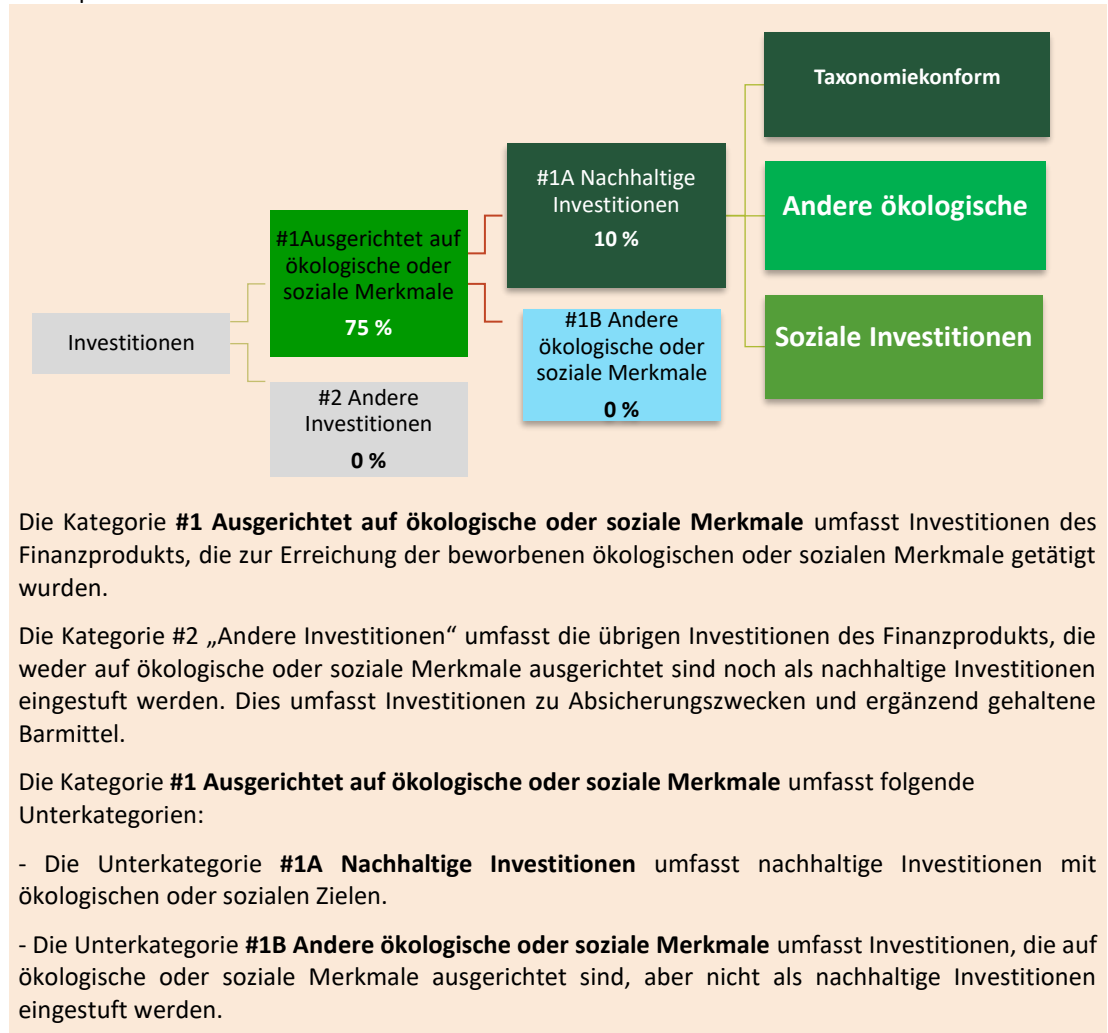 Taxonomiekonform
#1A Nachhaltige
Investitionen
10 %
Andere ökologische
#1Ausgerichtet auf
ökologische oder
soziale Merkmale
75 %
Soziale Investitionen
#1B Andere
ökologische oder
soziale Merkmale
0 %
Investitionen
#2 Andere
Investitionen
0 %
Die Kategorie #1 Ausgerichtet auf ökologische oder soziale Merkmale umfasst Investitionen des
Finanzprodukts, die zur Erreichung der beworbenen ökologischen oder sozialen Merkmale getätigt
wurden.
Die Kategorie #2 „Andere Investitionen“ umfasst die übrigen Investitionen des Finanzprodukts, die
weder auf ökologische oder soziale Merkmale ausgerichtet sind noch als nachhaltige Investitionen
eingestuft werden. Dies umfasst Investitionen zu Absicherungszwecken und ergänzend gehaltene
Barmittel.
Die Kategorie #1 Ausgerichtet auf ökologische oder soziale Merkmale umfasst folgende
Unterkategorien:
- Die Unterkategorie #1A Nachhaltige Investitionen umfasst nachhaltige Investitionen mit
ökologischen oder sozialen Zielen.
- Die Unterkategorie #1B Andere ökologische oder soziale Merkmale umfasst Investitionen, die auf
ökologische oder soziale Merkmale ausgerichtet sind, aber nicht als nachhaltige Investitionen
eingestuft werden.